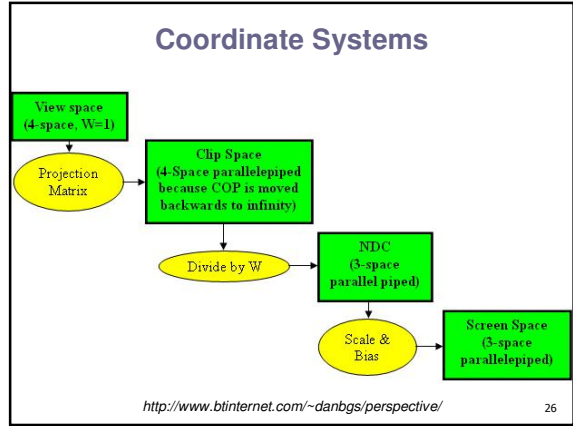 Coordinate Systems
View space
(4-space, W=1)
Projection
Matrix
Clip Space
(4-Space parallelepiped
because COP is moved
backwards to infinity)
Divide by W
NDC
(3-space
parallel piped)
Scale &
Bias
Screen Space
(3-space
parallelepiped)
http://www.btinternet.com/~danbgs/perspective/
26